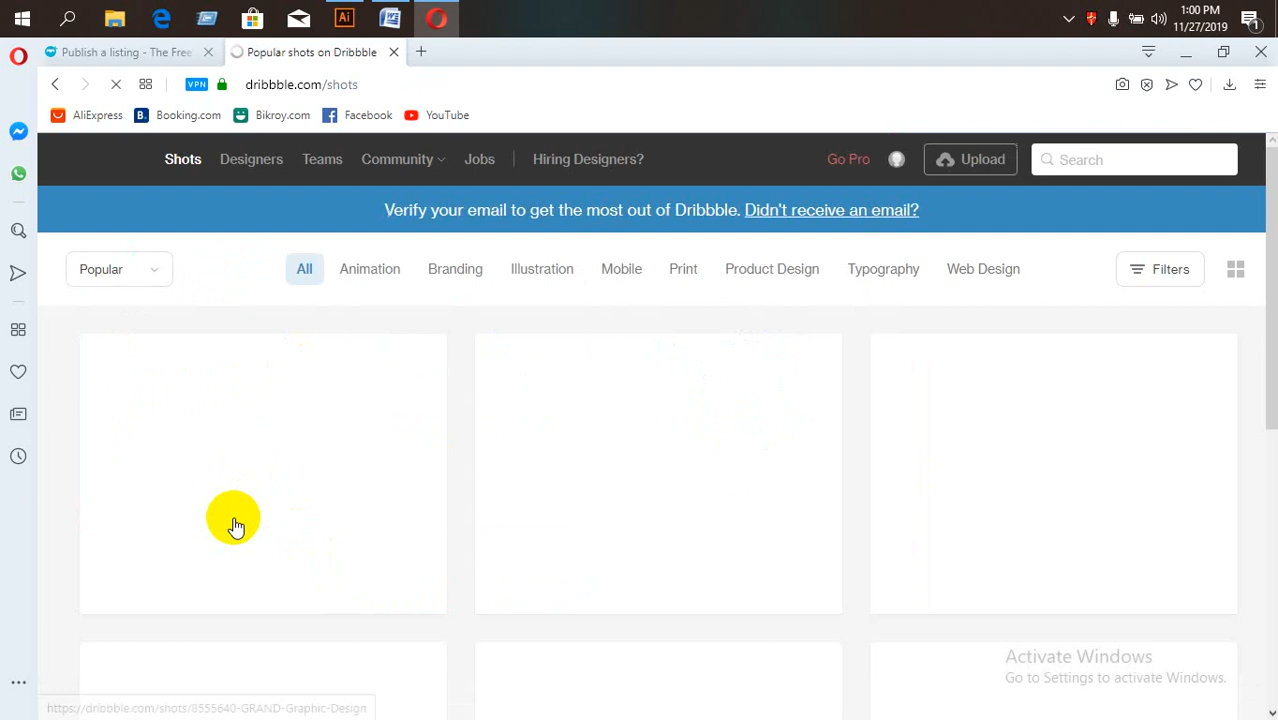 1:00 PM
11/27/2019
1
Publish a listing - The Free
Popular shots on Dribbble
VPN
dribbble.com/shots
AliExpress
B. Booking.com
Bikroy.com
Facebook
YouTube
Shots
Designers
Teams
Community
Jobs
Hiring Designers?
Go Pro
Upload
Search
Verify your email to get the most out of Dribbble. Didn't receive an email?
Popular
All
Animation
Branding
Illustration
Mobile
Print
Product Design
Typography
Web Design
Filters
Activate Windows
Go to Settings to activate Windows.
https://dribbble.com/shots/8555640-GRAND-Graphic-Design